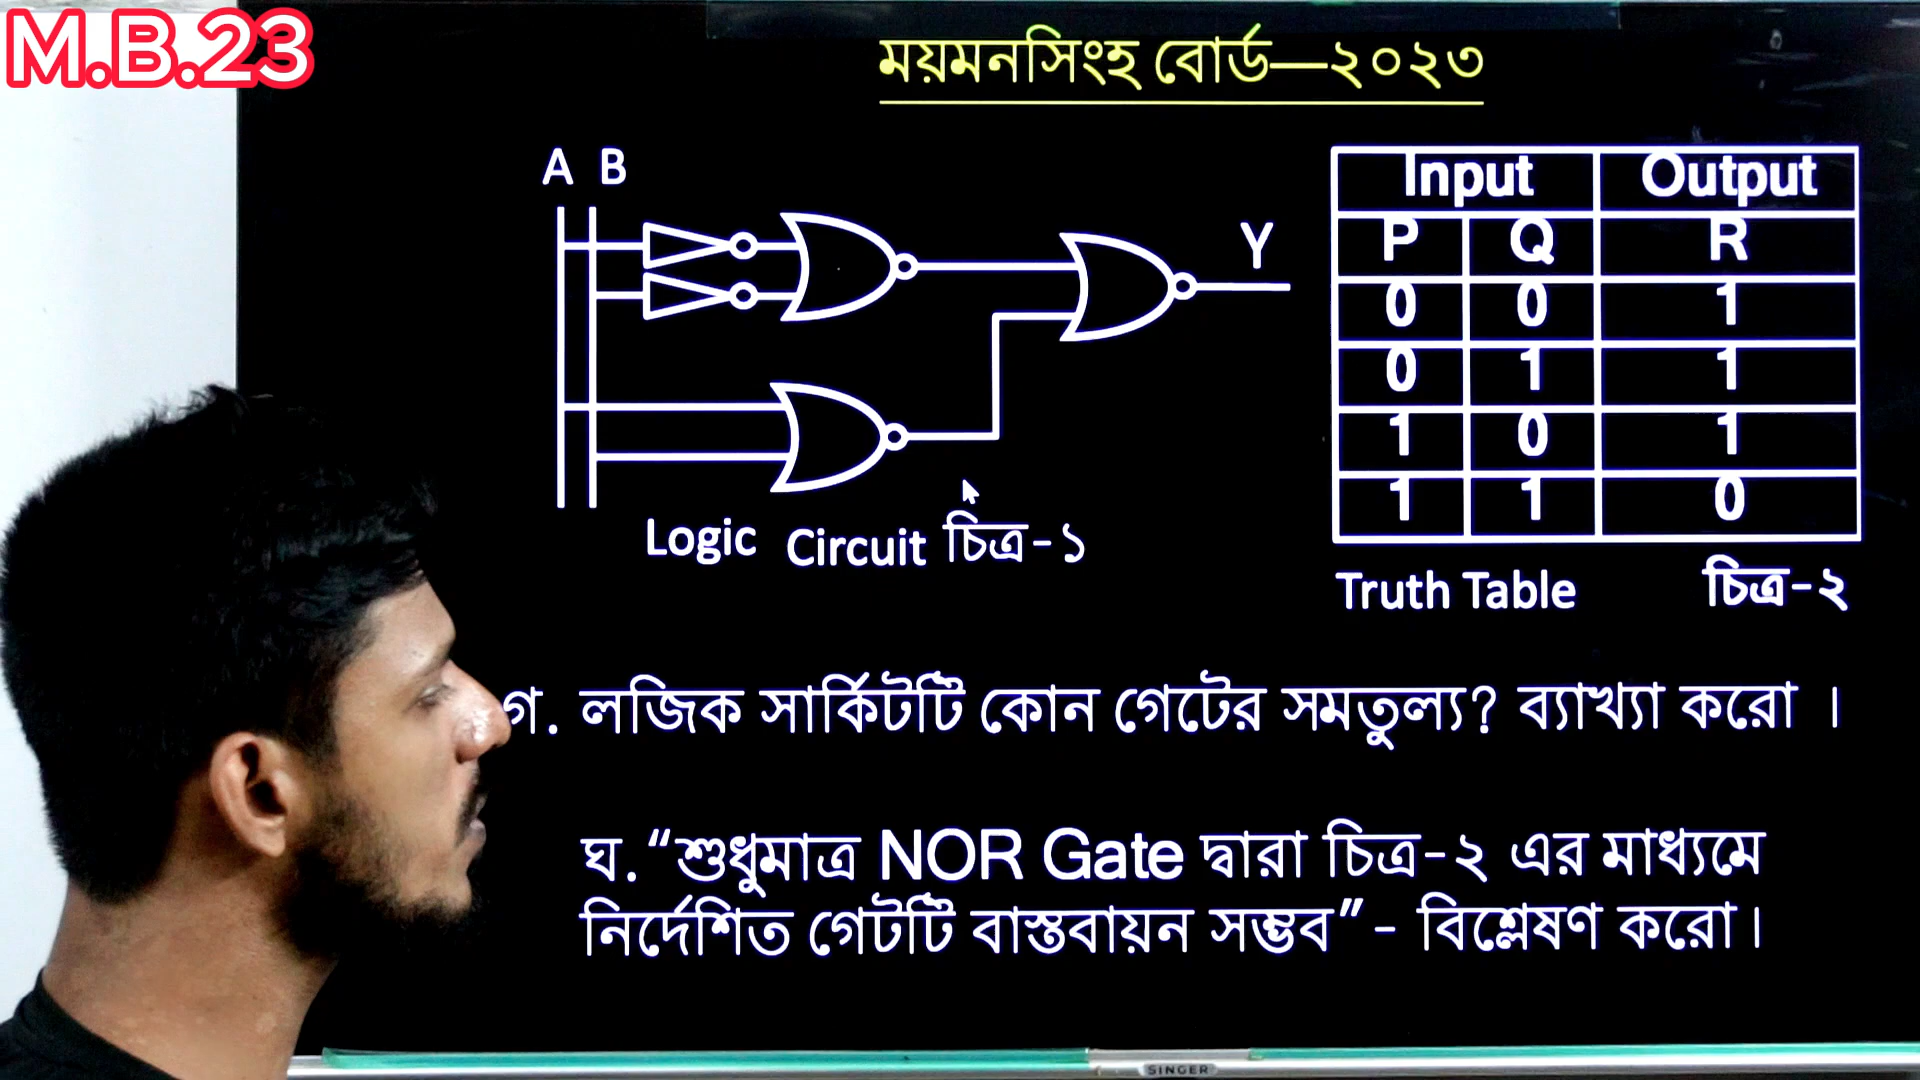 M.B.23
ময়মনসিংহ বোর্ড—২০২৩
A B
Y
Logic Circuit চিত্র-১
Input Output
P Q R
0 0 1
0 1 1
1 0 1
1 1 0
Truth Table চিত্র-২
গ. লজিক সার্কিটটি কোন গেটের সমতুল্য? ব্যাখ্যা করো ।
ঘ. “শুধুমাত্র NOR Gate দ্বারা চিত্র-২ এর মাধ্যমে
নির্দেশিত গেটটি বাস্তবায়ন সম্ভব” - বিশ্লেষণ করো।
SINGER